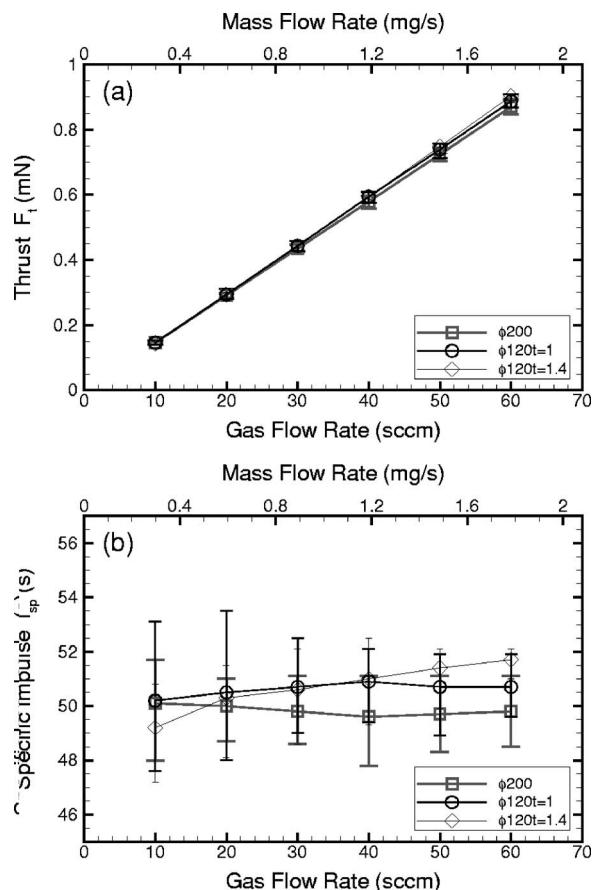 Mass Flow Rate (mg/s)
0 0.4 0.8 1.2 1.6 2
(a)
1
0.8
0.6
0.4
0.2
0
Thrust Fₜ (mN)
ϕ200
ϕ120t=1
ϕ120t=1.4
0 10 20 30 40 50 60 70
Gas Flow Rate (sccm)
Mass Flow Rate (mg/s)
0 0.4 0.8 1.2 1.6 2
(b)
56
54
52
50
48
46
Specific Impulse (s)
ϕ200
ϕ120t=1
ϕ120t=1.4
0 10 20 30 40 50 60 70
Gas Flow Rate (sccm)